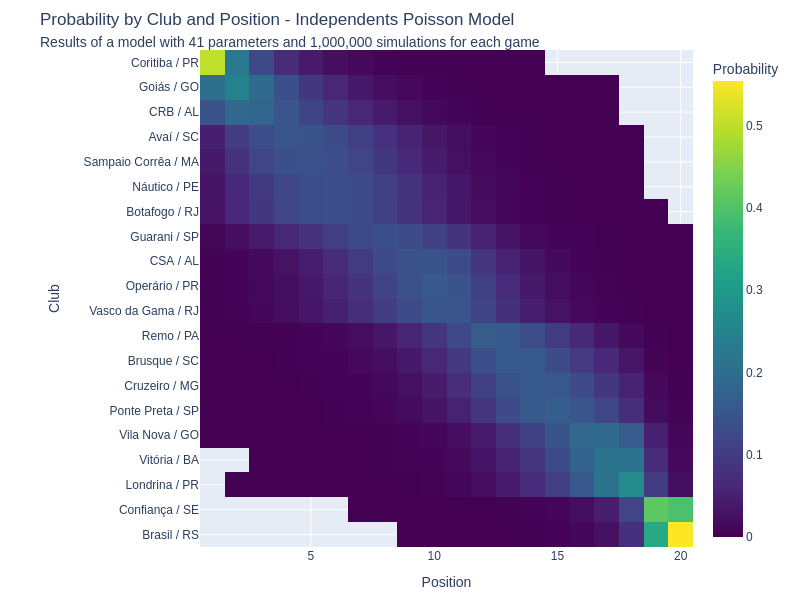 Probability by Club and Position - Independents Poisson Model
Results of a model with 41 parameters and 1,000,000 simulations for each game
Probability
Club
Coritiba / PR
Goiás / GO
CRB / AL
Avaí / SC
Sampaio Corrêa / MA
Náutico / PE
Botafogo / RJ
Guarani / SP
CSA / AL
Operário / PR
Vasco da Gama / RJ
Remo / PA
Brusque / SC
Cruzeiro / MG
Ponte Preta / SP
Vila Nova / GO
Vitória / BA
Londrina / PR
Confiança / SE
Brasil / RS
0.5
0.4
0.3
0.2
0.1
0
5 10 15 20
Position